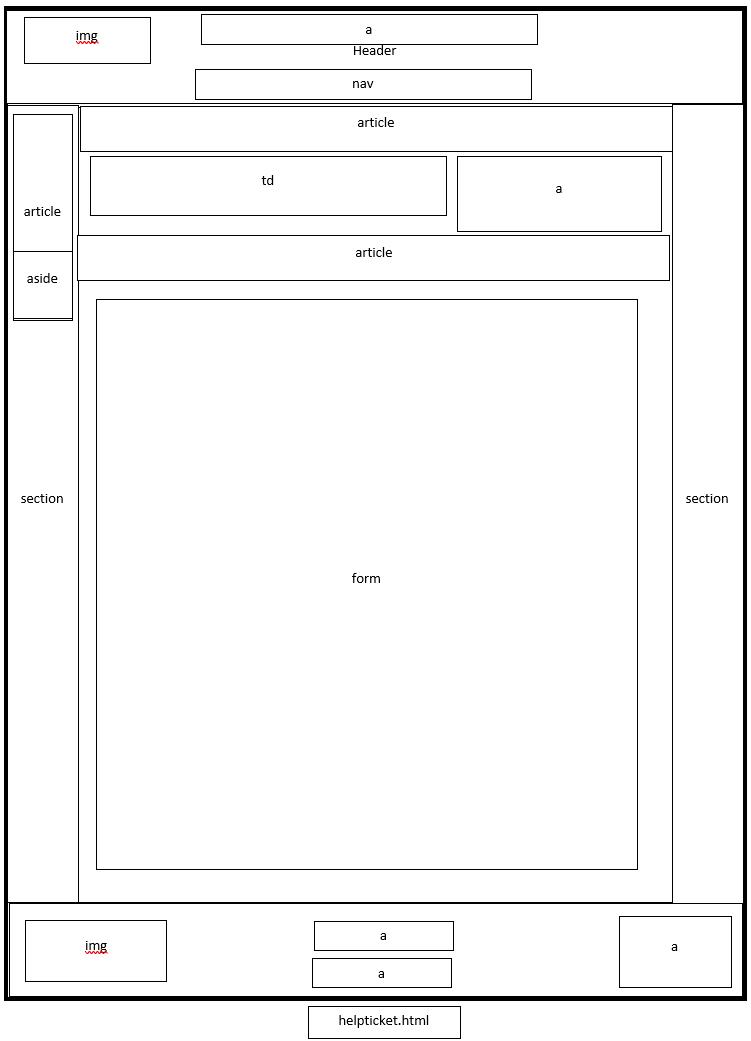 img
a
Header
nav
article
td
a
article
article
aside
section
section
form
img
a
a
a
helpticket.html